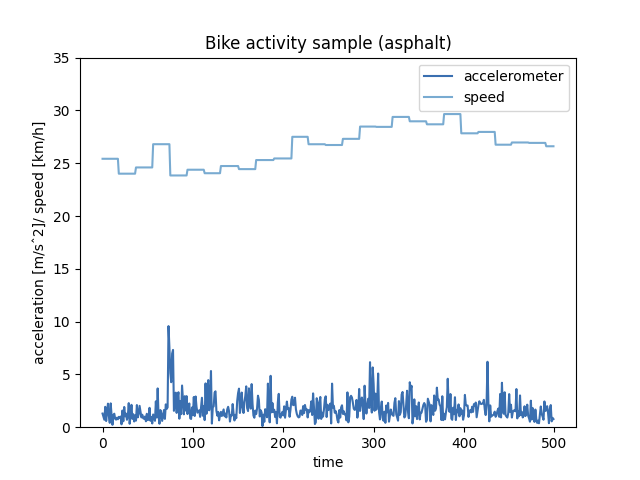 Bike activity sample (asphalt)
accelerometer
speed
35
30
25
20
15
10
5
0
acceleration [m/sˆ2]/ speed [km/h]
0 100 200 300 400 500
time